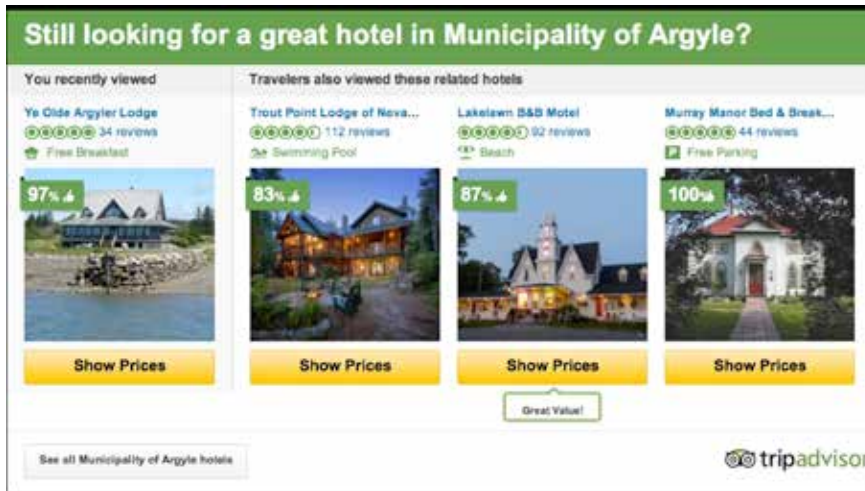 Still looking for a great hotel in Municipality of Argyle?
You recently viewed
Travelers also viewed these related hotels
Ye Olde Argyler Lodge
34 reviews
Free Breakfast
97%
Show Prices
Trout Point Lodge of Nova...
112 reviews
Swimming Pool
83%
Show Prices
Lakelawn B&B Motel
92 reviews
Beach
87%
Show Prices
Great Value!
Murray Manor Bed & Break...
44 reviews
P Free Parking
100%
Show Prices
See all Municipality of Argyle hotels
tripadvisor